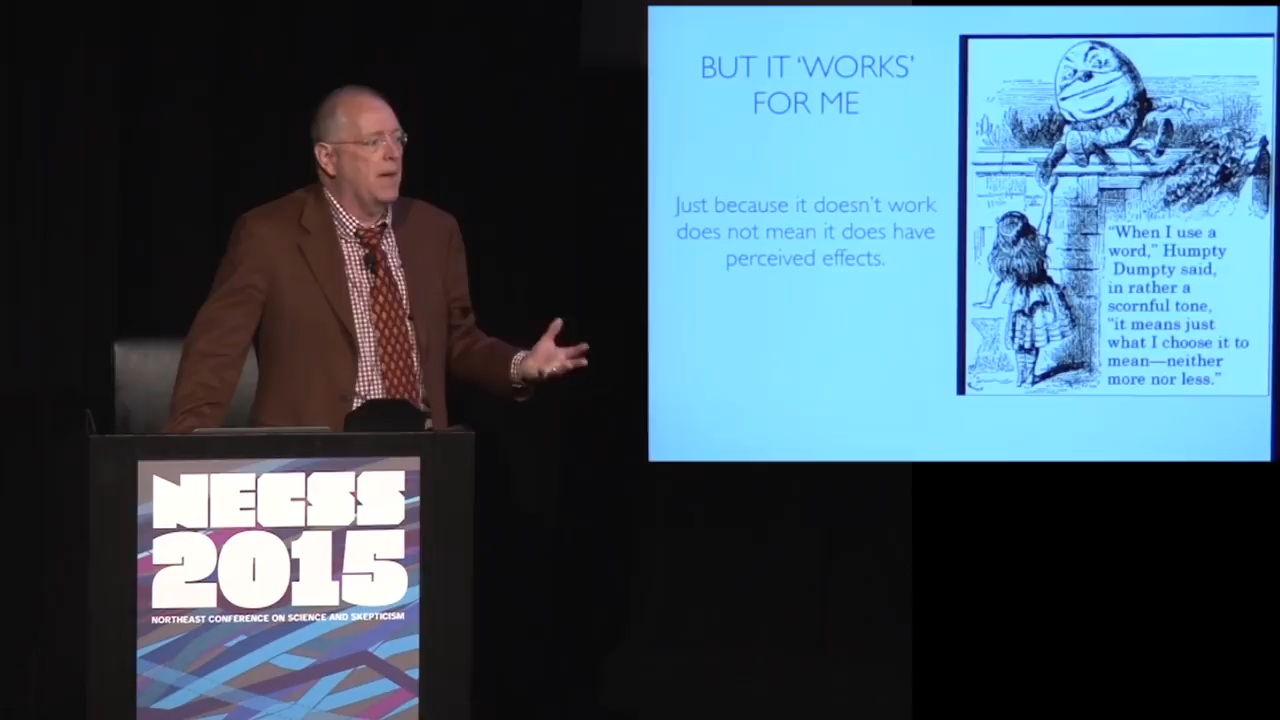 BUT IT 'WORKS'
FOR ME
Just because it doesn't work
does not mean it does have
perceived effects.
"When I use a
word," Humpty
Dumpty said,
in rather a
scornful tone,
"it means just
what I choose it to
mean—neither
more nor less."
NECSS
2015
NORTHEAST CONFERENCE ON SCIENCE AND SKEPTICISM